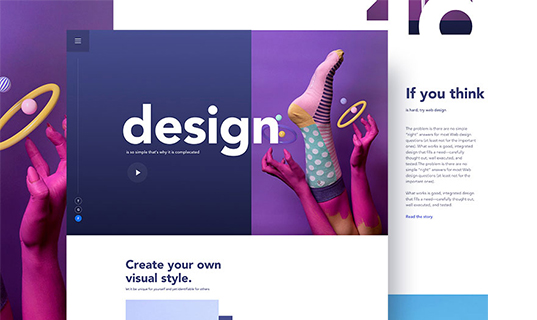 design
is so simple that's why it is complecated
Create your own
visual style.
let it be unique for yourself and yet identifiable for others
If you think
is hard, try web design
The problem is there are no simple
"right" answers for most Web design
questions (at least not for the important
ones). What works is good, integrated
design that fills a need—carefully
thought out, well executed, and
tested. The problem is there are no
simple "right" answers for most Web
design questions (at least not for the
important ones).
What works is good, integrated design
that fills a need—carefully thought out,
well executed, and tested.
Read the story